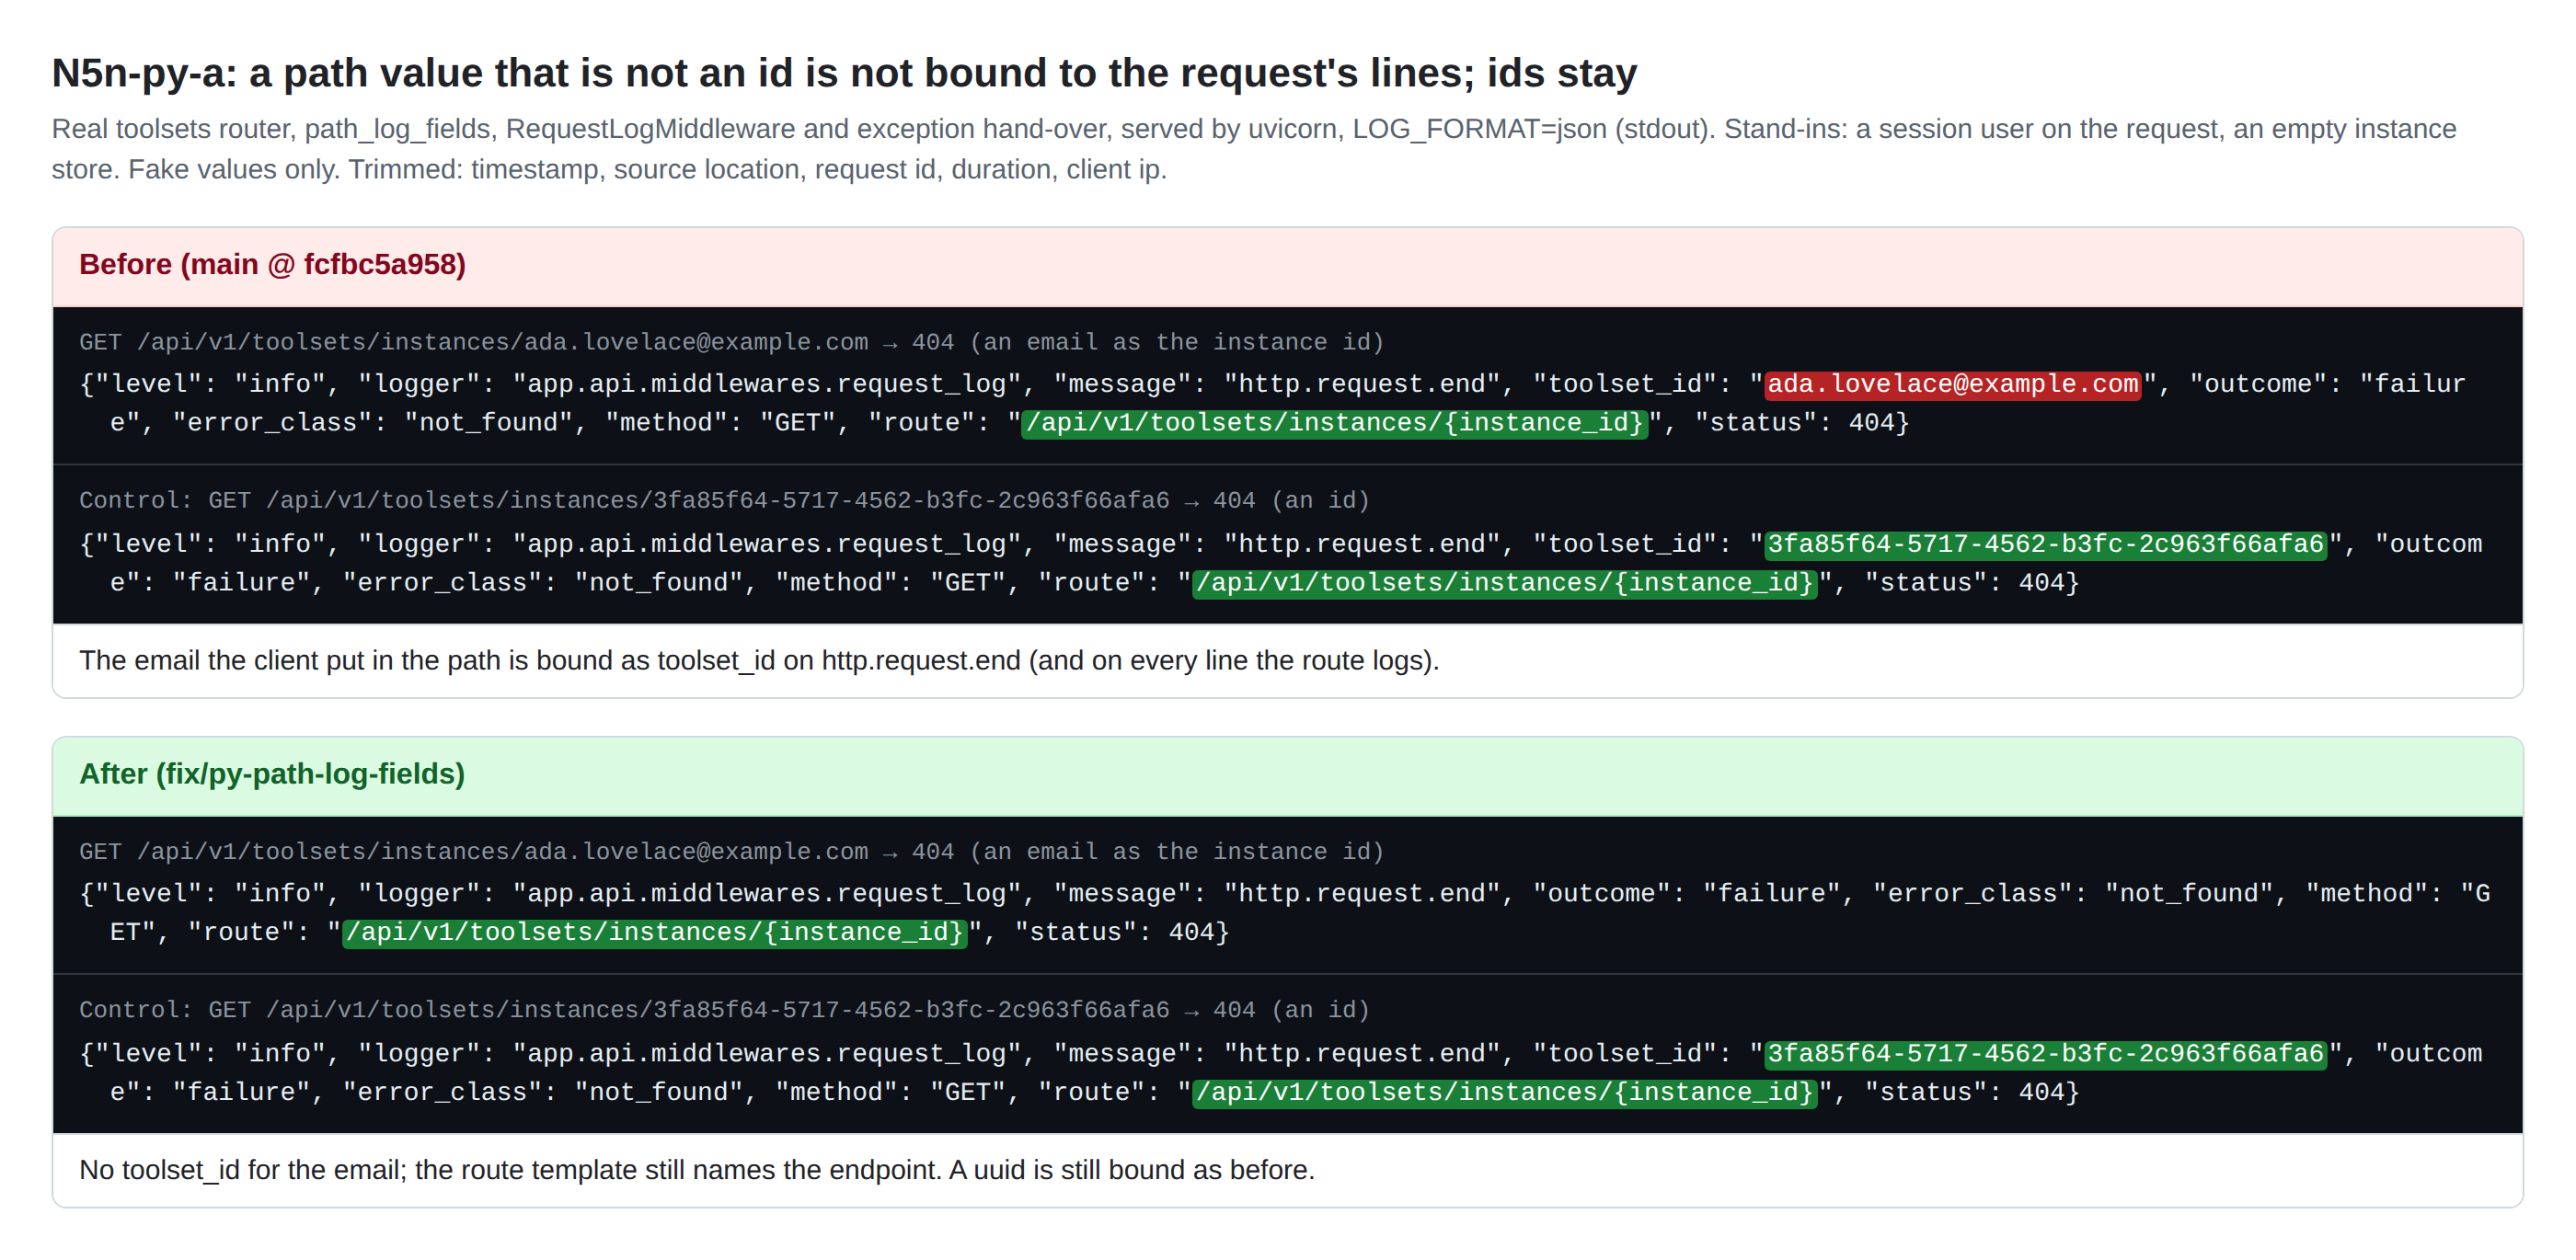 N5n-py-a: a path value that is not an id is not bound to the request's lines; ids stay
Real toolsets router, path_log_fields, RequestLogMiddleware and exception hand-over, served by uvicorn, LOG_FORMAT=json (stdout). Stand-ins: a session user on the request, an empty instance
store. Fake values only. Trimmed: timestamp, source location, request id, duration, client ip.
Before (main @ fcfbc5a958)
GET /api/v1/toolsets/instances/ada.lovelace@example.com → 404 (an email as the instance id)
{"level": "info", "logger": "app.api.middlewares.request_log", "message": "http.request.end", "toolset_id": "ada.lovelace@example.com", "outcome": "failur
e", "error_class": "not_found", "method": "GET", "route": "/api/v1/toolsets/instances/{instance_id}", "status": 404}
Control: GET /api/v1/toolsets/instances/3fa85f64-5717-4562-b3fc-2c963f66afa6 → 404 (an id)
{"level": "info", "logger": "app.api.middlewares.request_log", "message": "http.request.end", "toolset_id": "3fa85f64-5717-4562-b3fc-2c963f66afa6", "outcom
e": "failure", "error_class": "not_found", "method": "GET", "route": "/api/v1/toolsets/instances/{instance_id}", "status": 404}
The email the client put in the path is bound as toolset_id on http.request.end (and on every line the route logs).
After (fix/py-path-log-fields)
GET /api/v1/toolsets/instances/ada.lovelace@example.com → 404 (an email as the instance id)
{"level": "info", "logger": "app.api.middlewares.request_log", "message": "http.request.end", "outcome": "failure", "error_class": "not_found", "method": "G
ET", "route": "/api/v1/toolsets/instances/{instance_id}", "status": 404}
Control: GET /api/v1/toolsets/instances/3fa85f64-5717-4562-b3fc-2c963f66afa6 → 404 (an id)
{"level": "info", "logger": "app.api.middlewares.request_log", "message": "http.request.end", "toolset_id": "3fa85f64-5717-4562-b3fc-2c963f66afa6", "outcom
e": "failure", "error_class": "not_found", "method": "GET", "route": "/api/v1/toolsets/instances/{instance_id}", "status": 404}
No toolset_id for the email; the route template still names the endpoint. A uuid is still bound as before.